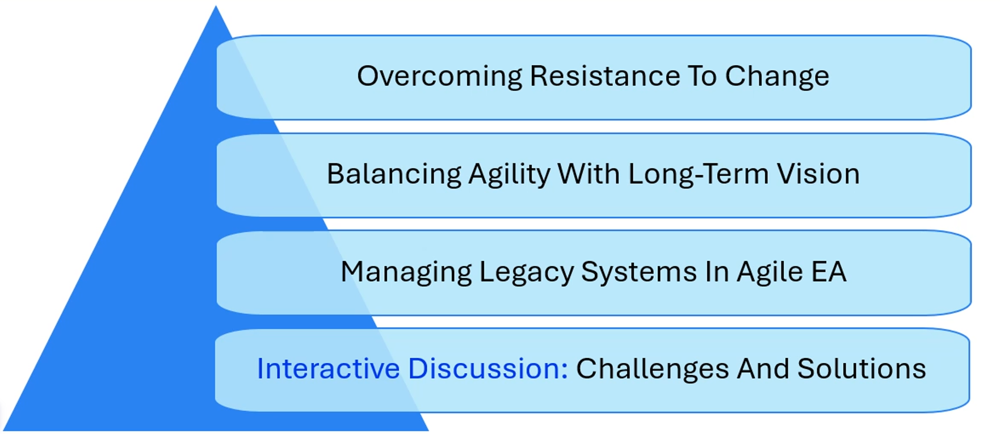 Overcoming Resistance To Change
Balancing Agility With Long-Term Vision
Managing Legacy Systems In Agile EA
Interactive Discussion: Challenges And Solutions